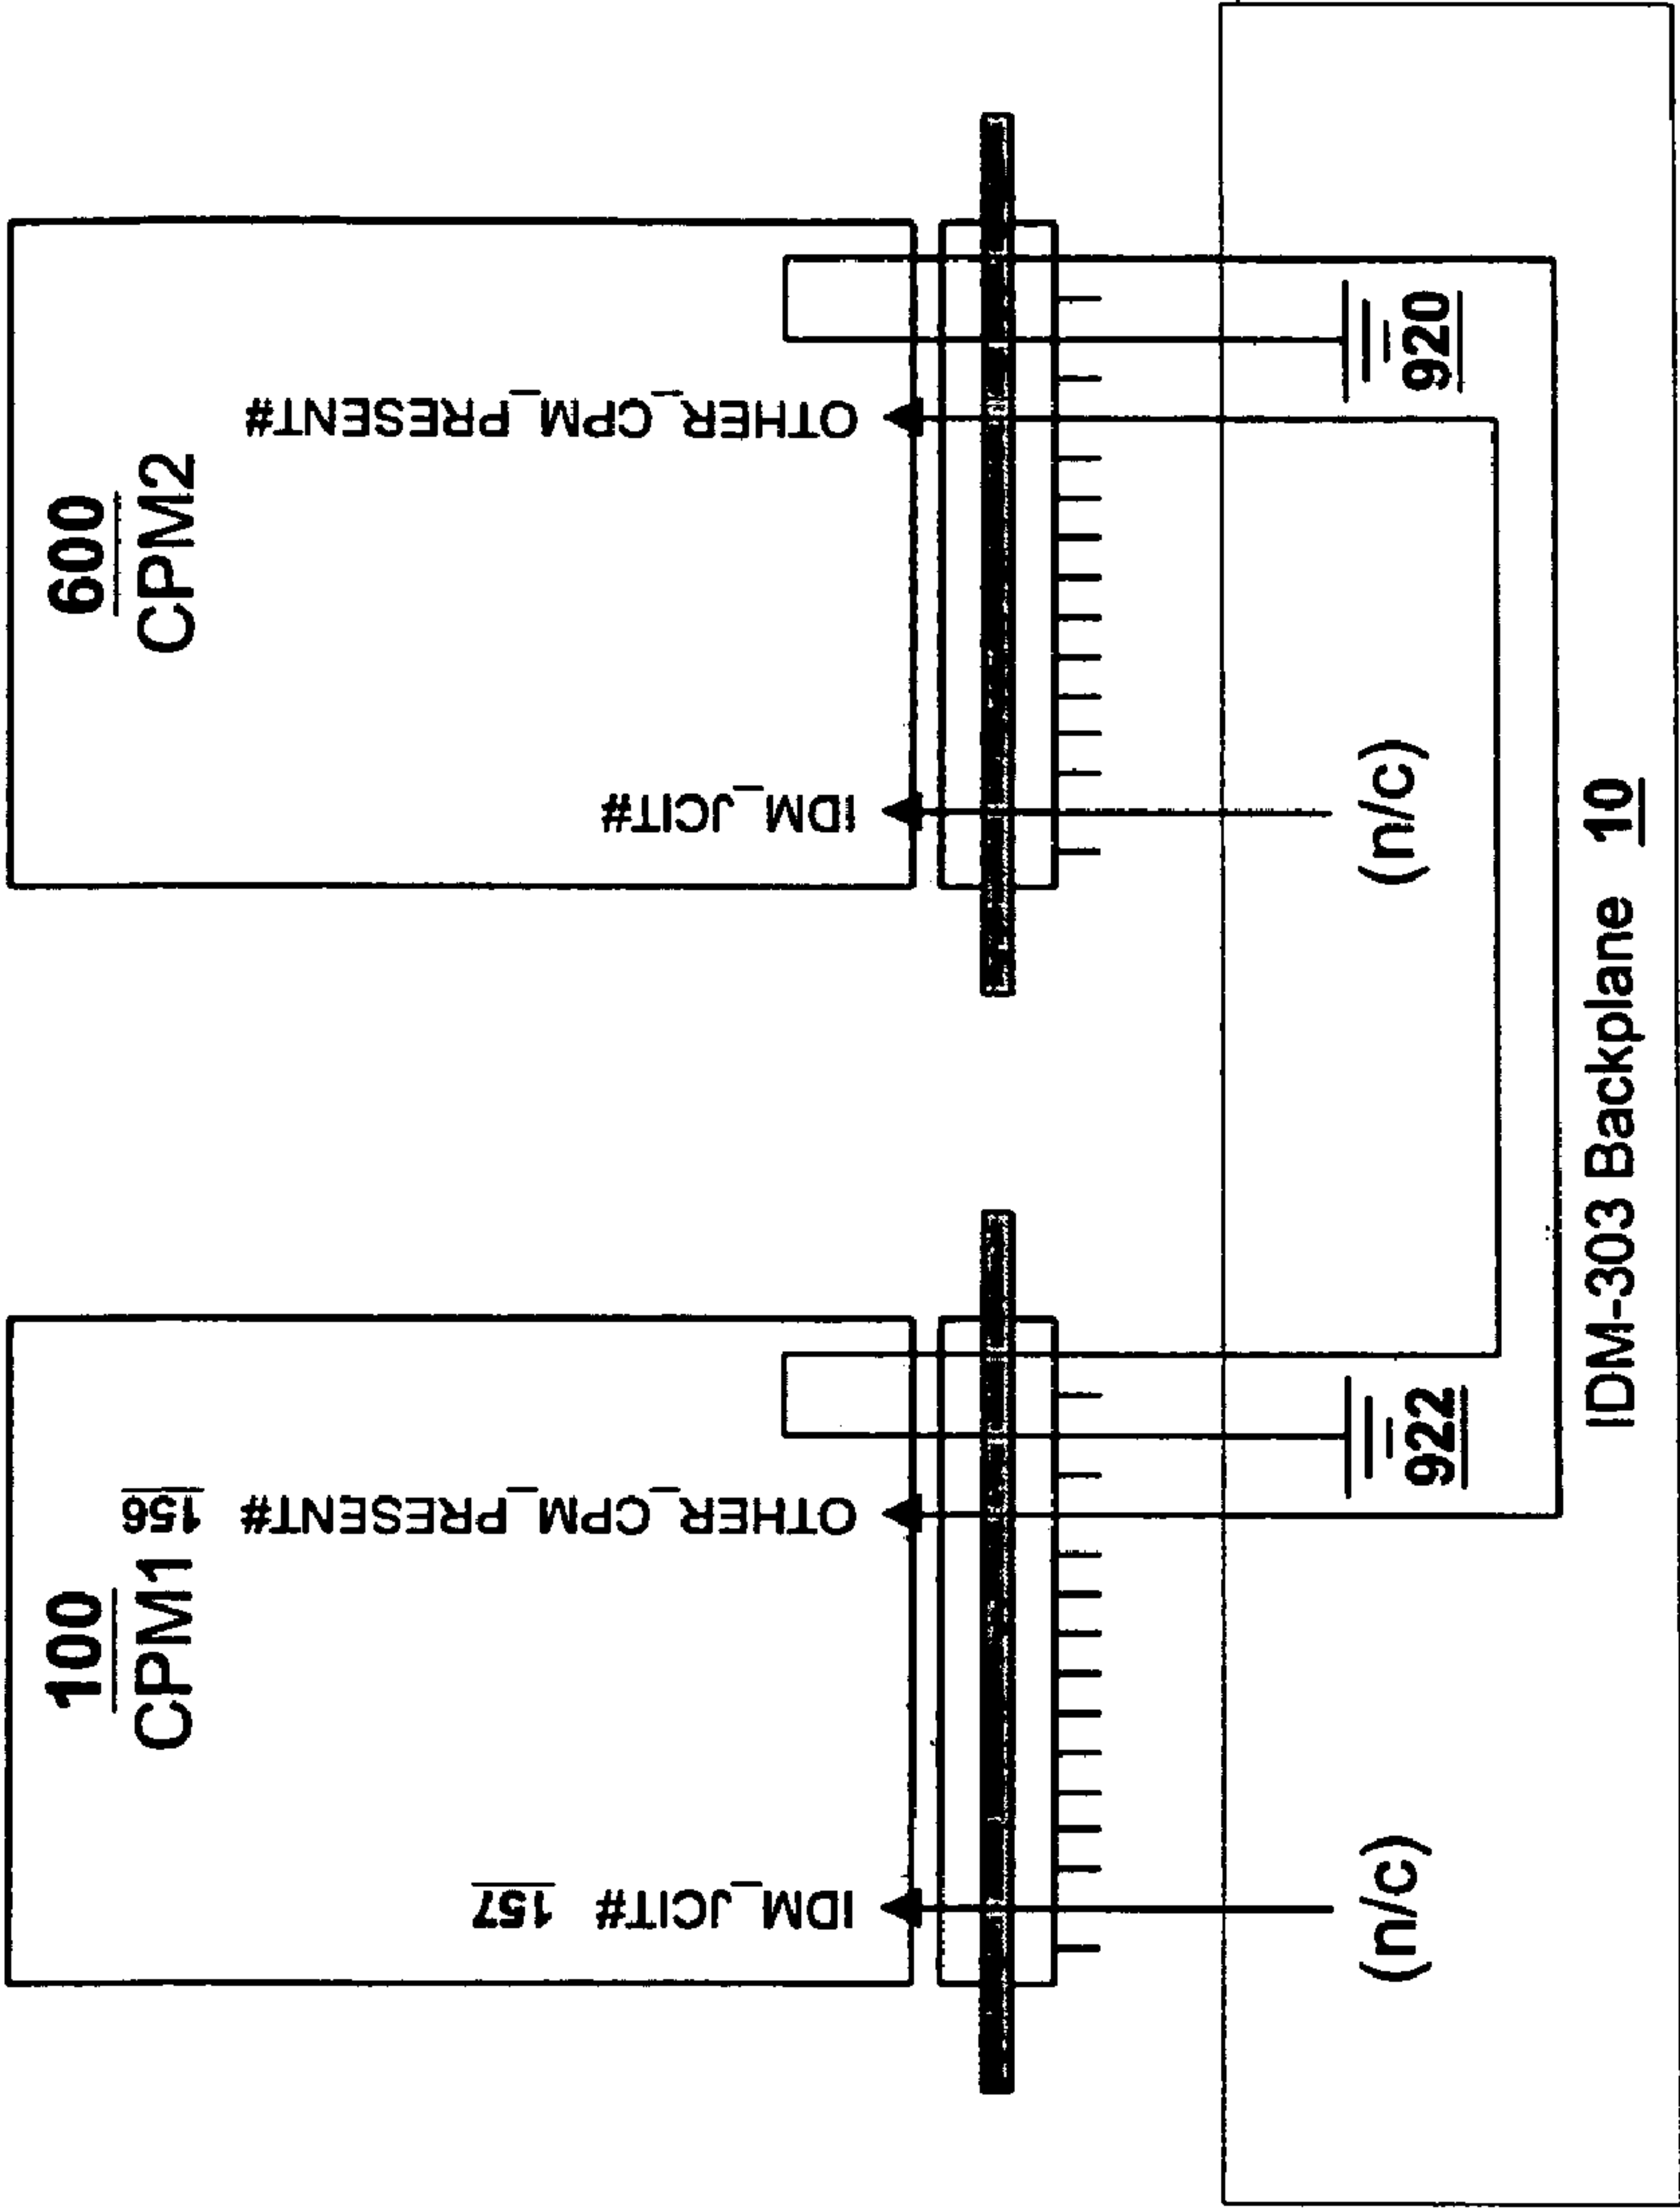 100
CPM1
IDM_JCIT# 157
OTHER_CPM_PRESENT# 156
600
CPM2
IDM_JCIT#
OTHER_CPM_PRESENT#
(n/c)
922
(n/c)
920
IDM-303 Backplane 10